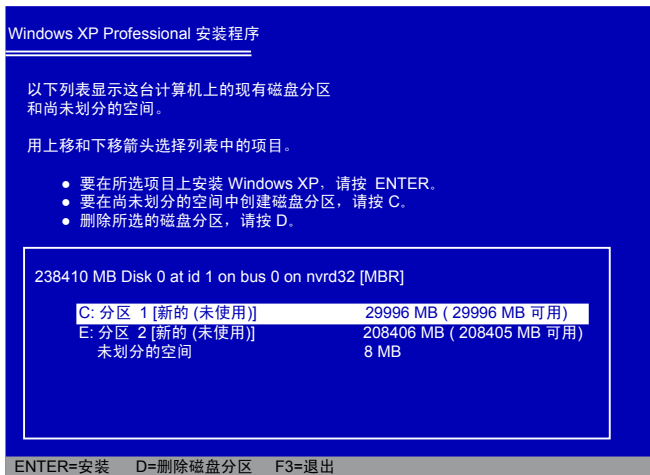 Windows XP Professional 安装程序
以下列表显示这台计算机上的现有磁盘分区
和尚未划分的空间。
用上移和下移箭头选择列表中的项目。
● 要在所选项目上安装 Windows XP，请按 ENTER。
● 要在尚未划分的空间中创建磁盘分区，请按 C。
● 删除所选的磁盘分区，请按 D。
238410 MB Disk 0 at id 1 on bus 0 on nvrd32 [MBR]
C: 分区 1 [新的 (未使用)] 29996 MB ( 29996 MB 可用)
E: 分区 2 [新的 (未使用)] 208406 MB ( 208405 MB 可用)
未划分的空间 8 MB
ENTER=安装 D=删除磁盘分区 F3=退出